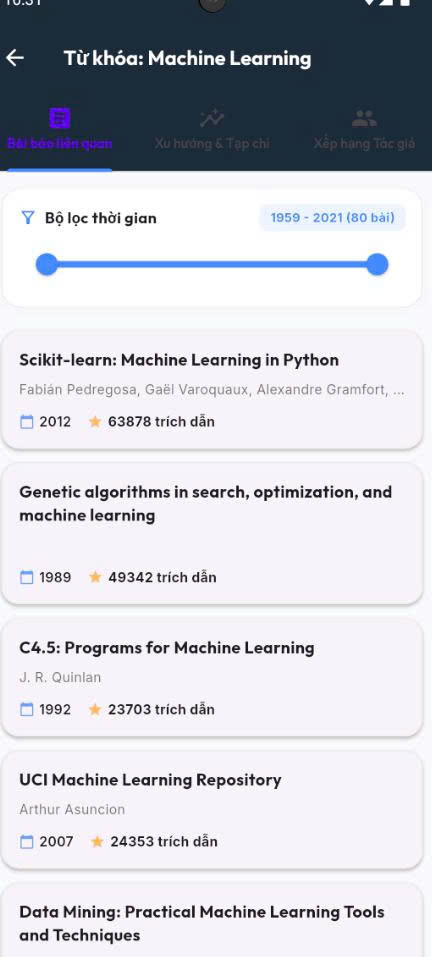 10:31
Từ khóa: Machine Learning
Bài báo liên quan
Xu hướng & Tạp chí
Xếp hạng Tác giả
Bộ lọc thời gian
1959 - 2021 (80 bài)
Scikit-learn: Machine Learning in Python
Fabián Pedregosa, Gaël Varoquaux, Alexandre Gramfort, ...
2012 63878 trích dẫn
Genetic algorithms in search, optimization, and
machine learning
1989 49342 trích dẫn
C4.5: Programs for Machine Learning
J. R. Quinlan
1992 23703 trích dẫn
UCI Machine Learning Repository
Arthur Asuncion
2007 24353 trích dẫn
Data Mining: Practical Machine Learning Tools
and Techniques